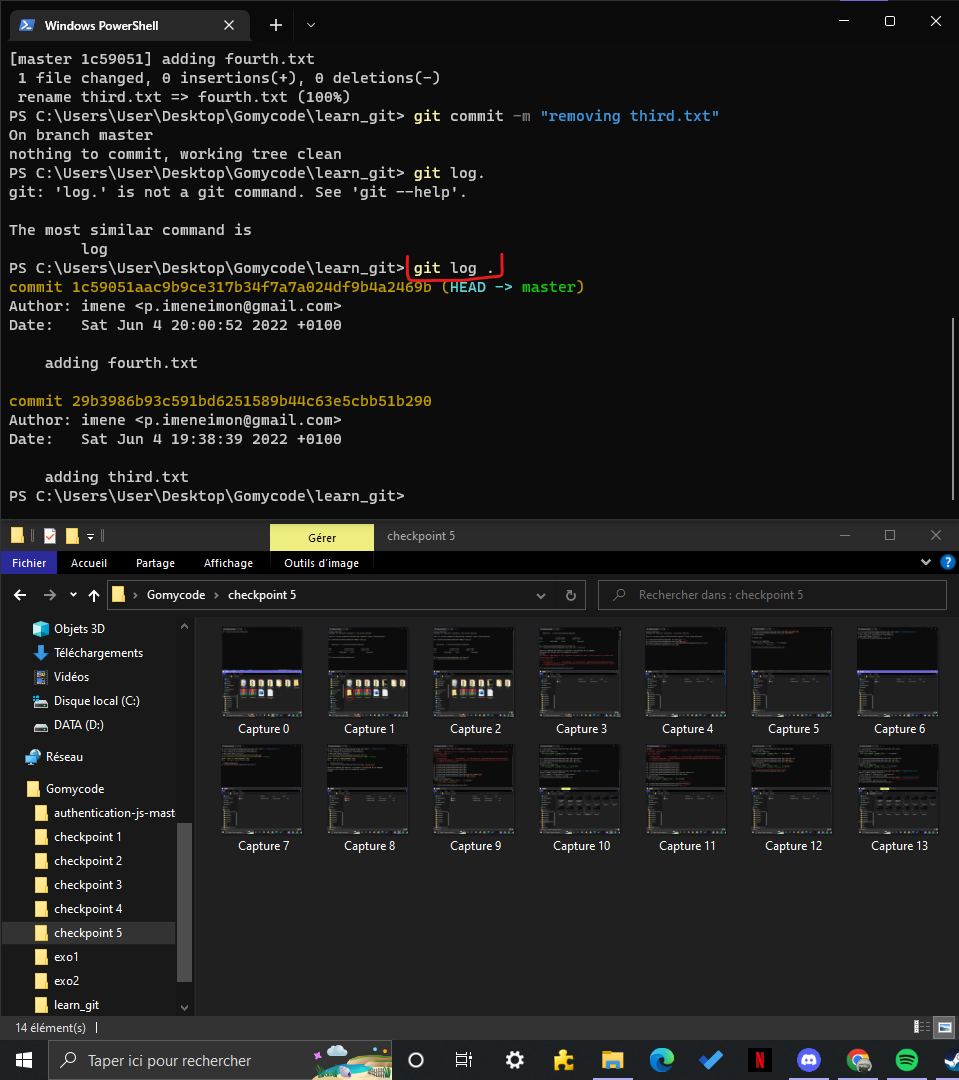 Windows PowerShell
[master 1c59051] adding fourth.txt
 1 file changed, 0 insertions(+), 0 deletions(-)
 rename third.txt => fourth.txt (100%)
PS C:\Users\User\Desktop\Gomycode\learn_git> git commit -m "removing third.txt"
On branch master
nothing to commit, working tree clean
PS C:\Users\User\Desktop\Gomycode\learn_git> git log.
git: 'log.' is not a git command. See 'git --help'.
The most similar command is
        log
PS C:\Users\User\Desktop\Gomycode\learn_git> git log .
commit 1c59051aac9b9ce317b34f7a7a024df9b4a2469b (HEAD -> master)
Author: imene <p.imeneimon@gmail.com>
Date:   Sat Jun 4 20:00:52 2022 +0100
    adding fourth.txt
commit 29b3986b93c591bd6251589b44c63e5cbb51b290
Author: imene <p.imeneimon@gmail.com>
Date:   Sat Jun 4 19:38:39 2022 +0100
    adding third.txt
PS C:\Users\User\Desktop\Gomycode\learn_git>
Gérer checkpoint 5
Fichier Accueil Partage Affichage Outils d'image
Gomycode > checkpoint 5 Rechercher dans : checkpoint 5
Objets 3D
Téléchargements
Vidéos
Disque local (C:)
DATA (D:)
Réseau
Gomycode
authentication-js-mast
checkpoint 1
checkpoint 2
checkpoint 3
checkpoint 4
checkpoint 5
exo1
exo2
learn_git
Capture 0 Capture 1 Capture 2 Capture 3 Capture 4 Capture 5 Capture 6
Capture 7 Capture 8 Capture 9 Capture 10 Capture 11 Capture 12 Capture 13
14 élément(s)
Taper ici pour rechercher